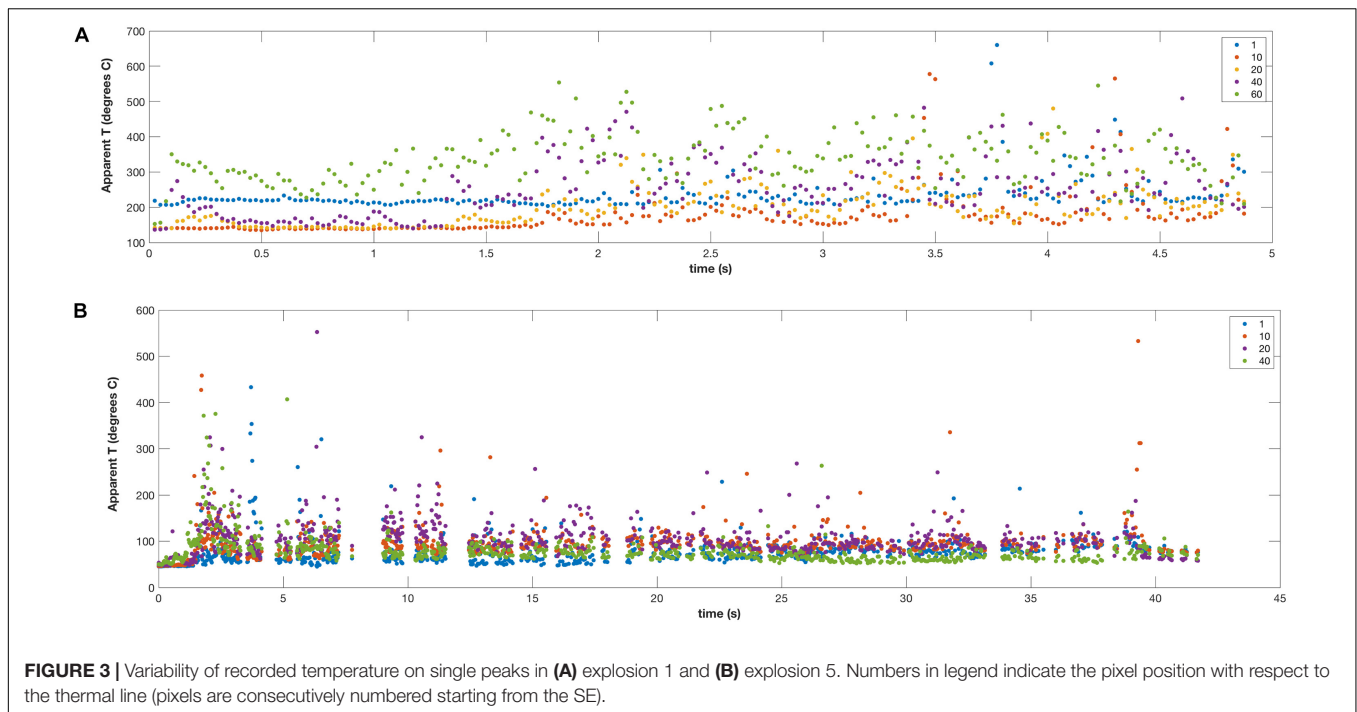 A
700
600
500
400
300
200
100
Apparent T (degrees C)
0 0.5 1 1.5 2 2.5 3 3.5 4 4.5 5
time (s)
1
10
20
40
60
B
600
500
400
300
200
100
0
Apparent T (degrees C)
0 5 10 15 20 25 30 35 40 45
time (s)
1
10
20
40
FIGURE 3 | Variability of recorded temperature on single peaks in (A) explosion 1 and (B) explosion 5. Numbers in legend indicate the pixel position with respect to
the thermal line (pixels are consecutively numbered starting from the SE).